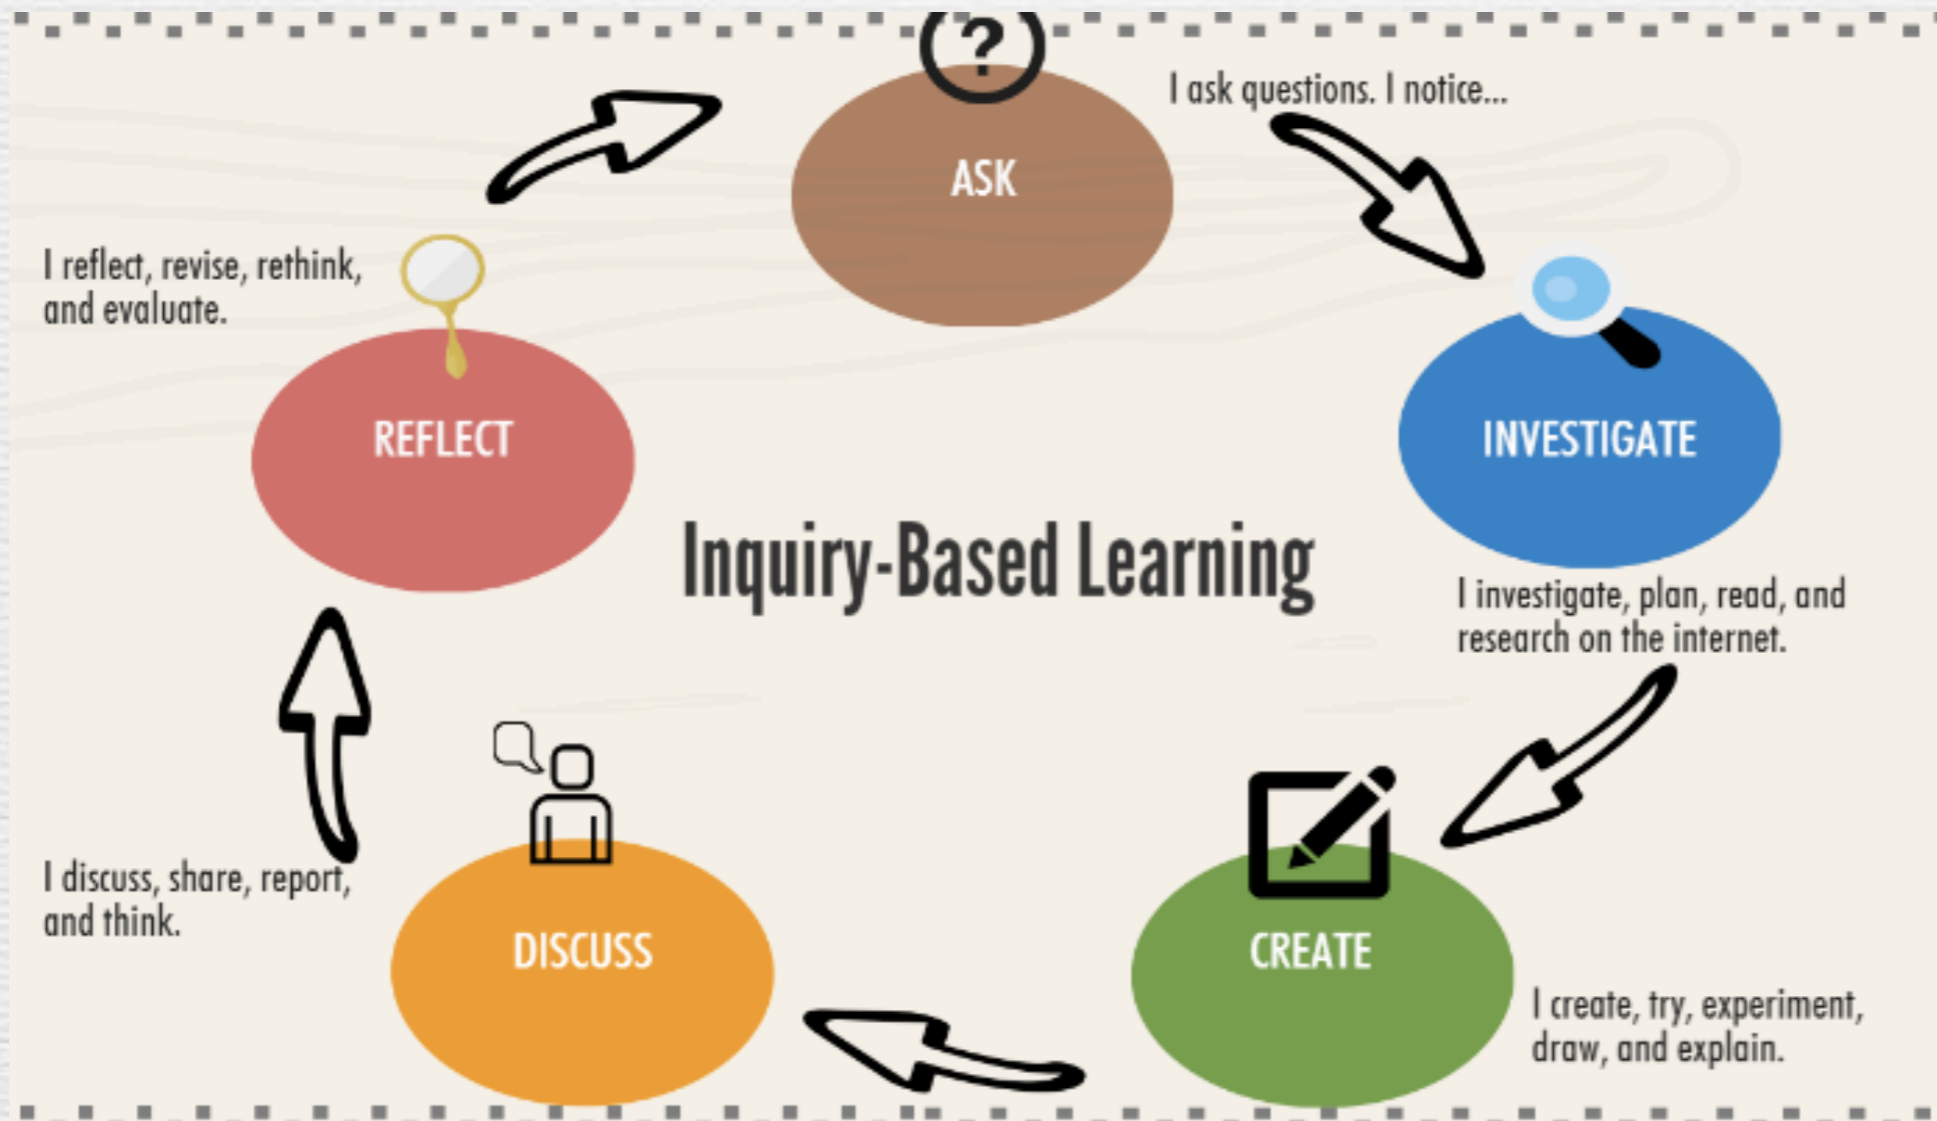 ?
ASK
I ask questions. I notice...
INVESTIGATE
I investigate, plan, read, and
research on the internet.
CREATE
I create, try, experiment,
draw, and explain.
DISCUSS
I discuss, share, report,
and think.
REFLECT
I reflect, revise, rethink,
and evaluate.
Inquiry-Based Learning